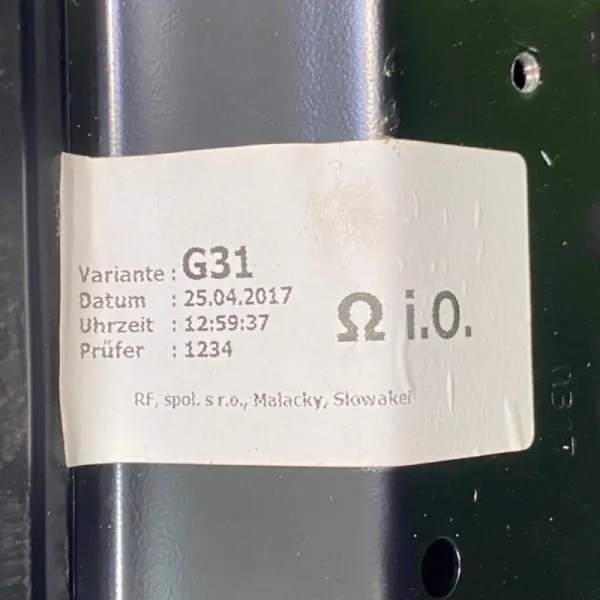 Variante : G31
Datum : 25.04.2017
Uhrzeit : 12:59:37
Prüfer : 1234
Ω i.O.
RF, spol. s r.o., Malacky, Slowakei